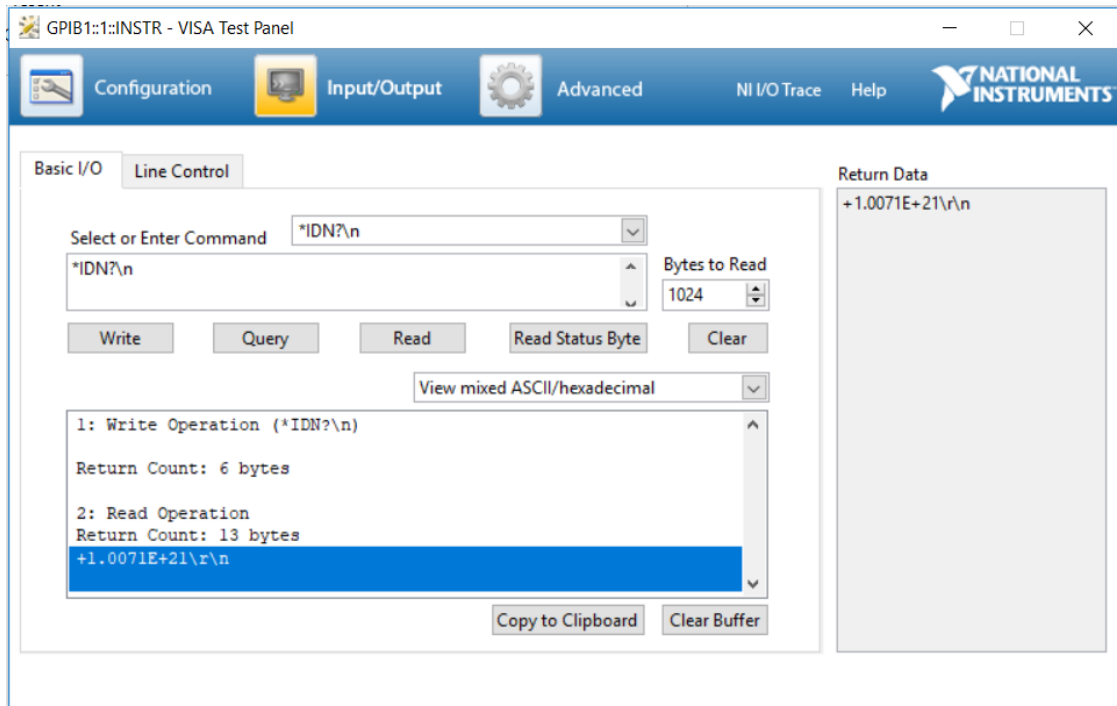 GPIB1::1::INSTR - VISA Test Panel
Configuration
Input/Output
Advanced
NI I/O Trace
Help
NATIONAL
INSTRUMENTS
Basic I/O
Line Control
Return Data
+1.0071E+21\r\n
Select or Enter Command
*IDN?\n
*IDN?\n
Bytes to Read
1024
Write
Query
Read
Read Status Byte
Clear
View mixed ASCII/hexadecimal
1: Write Operation (*IDN?\n)
Return Count: 6 bytes
2: Read Operation
Return Count: 13 bytes
+1.0071E+21\r\n
Copy to Clipboard
Clear Buffer